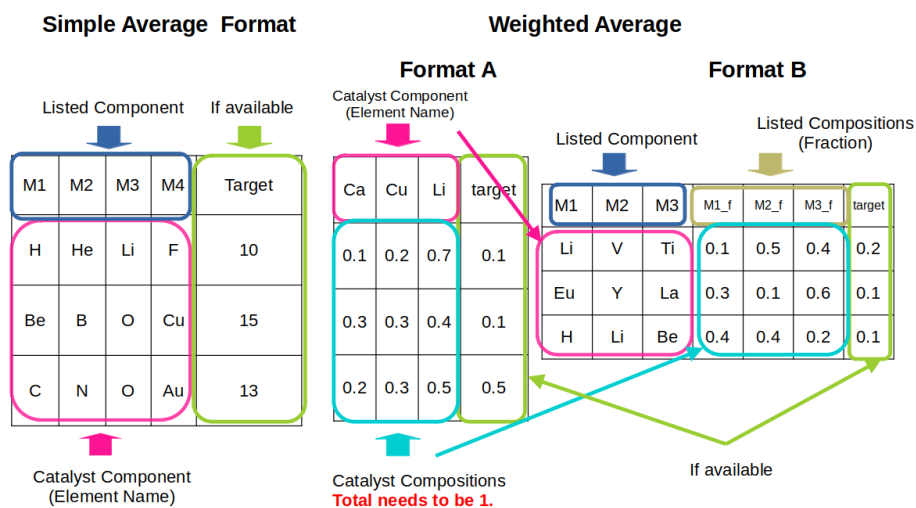 Simple Average Format
Weighted Average
Format A
Format B
Listed Component
If available
Catalyst Component
(Element Name)
Listed Component
Listed Compositions
(Fraction)
M1 M2 M3 M4 Target
H He Li F 10
Be B O Cu 15
C N O Au 13
Ca Cu Li target
0.1 0.2 0.7 0.1
0.3 0.3 0.4 0.1
0.2 0.3 0.5 0.5
M1 M2 M3 M1_f M2_f M3_f target
Li V Ti 0.1 0.5 0.4 0.2
Eu Y La 0.3 0.1 0.6 0.1
H Li Be 0.4 0.4 0.2 0.1
Catalyst Component
(Element Name)
Catalyst Compositions
Total needs to be 1.
If available